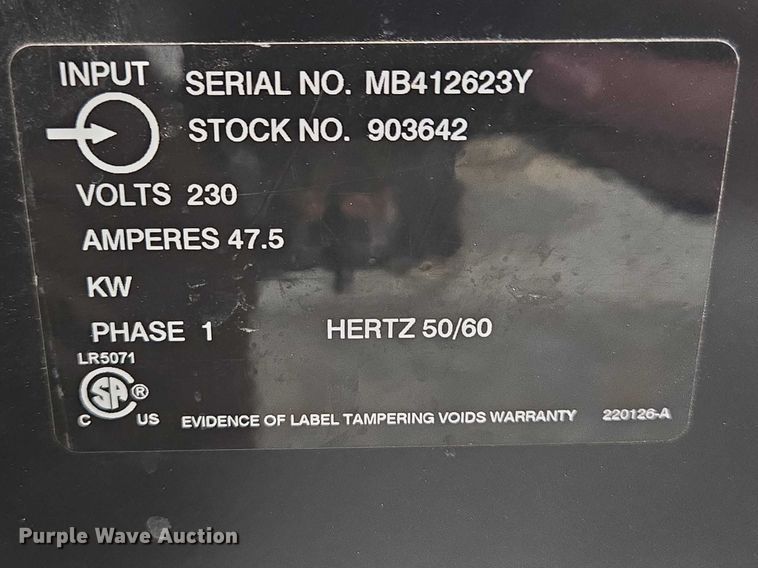 INPUT
SERIAL NO. MB412623Y
STOCK NO. 903642
VOLTS 230
AMPERES 47.5
KW
PHASE 1 HERTZ 50/60
LR5071
SA ®
C US EVIDENCE OF LABEL TAMPERING VOIDS WARRANTY 220126-A
Purple Wave Auction